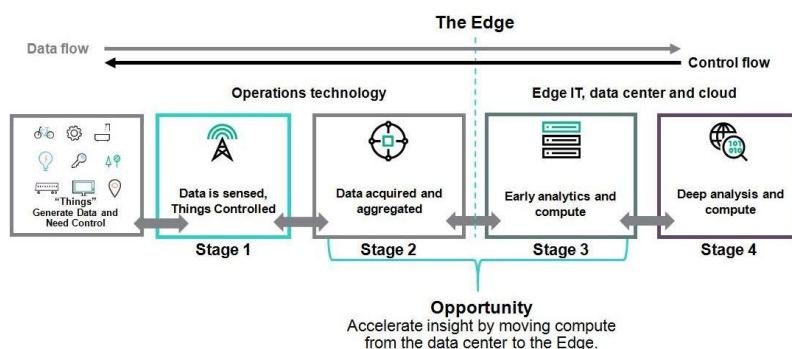 The Edge
Data flow
Control flow
Operations technology
Edge IT, data center and cloud
"Things"
Generate Data and
Need Control
Data is sensed,
Things Controlled
Data acquired and
aggregated
Early analytics and
compute
101
010
Deep analysis and
compute
Stage 1
Stage 2
Stage 3
Stage 4
Opportunity
Accelerate insight by moving compute
from the data center to the Edge.